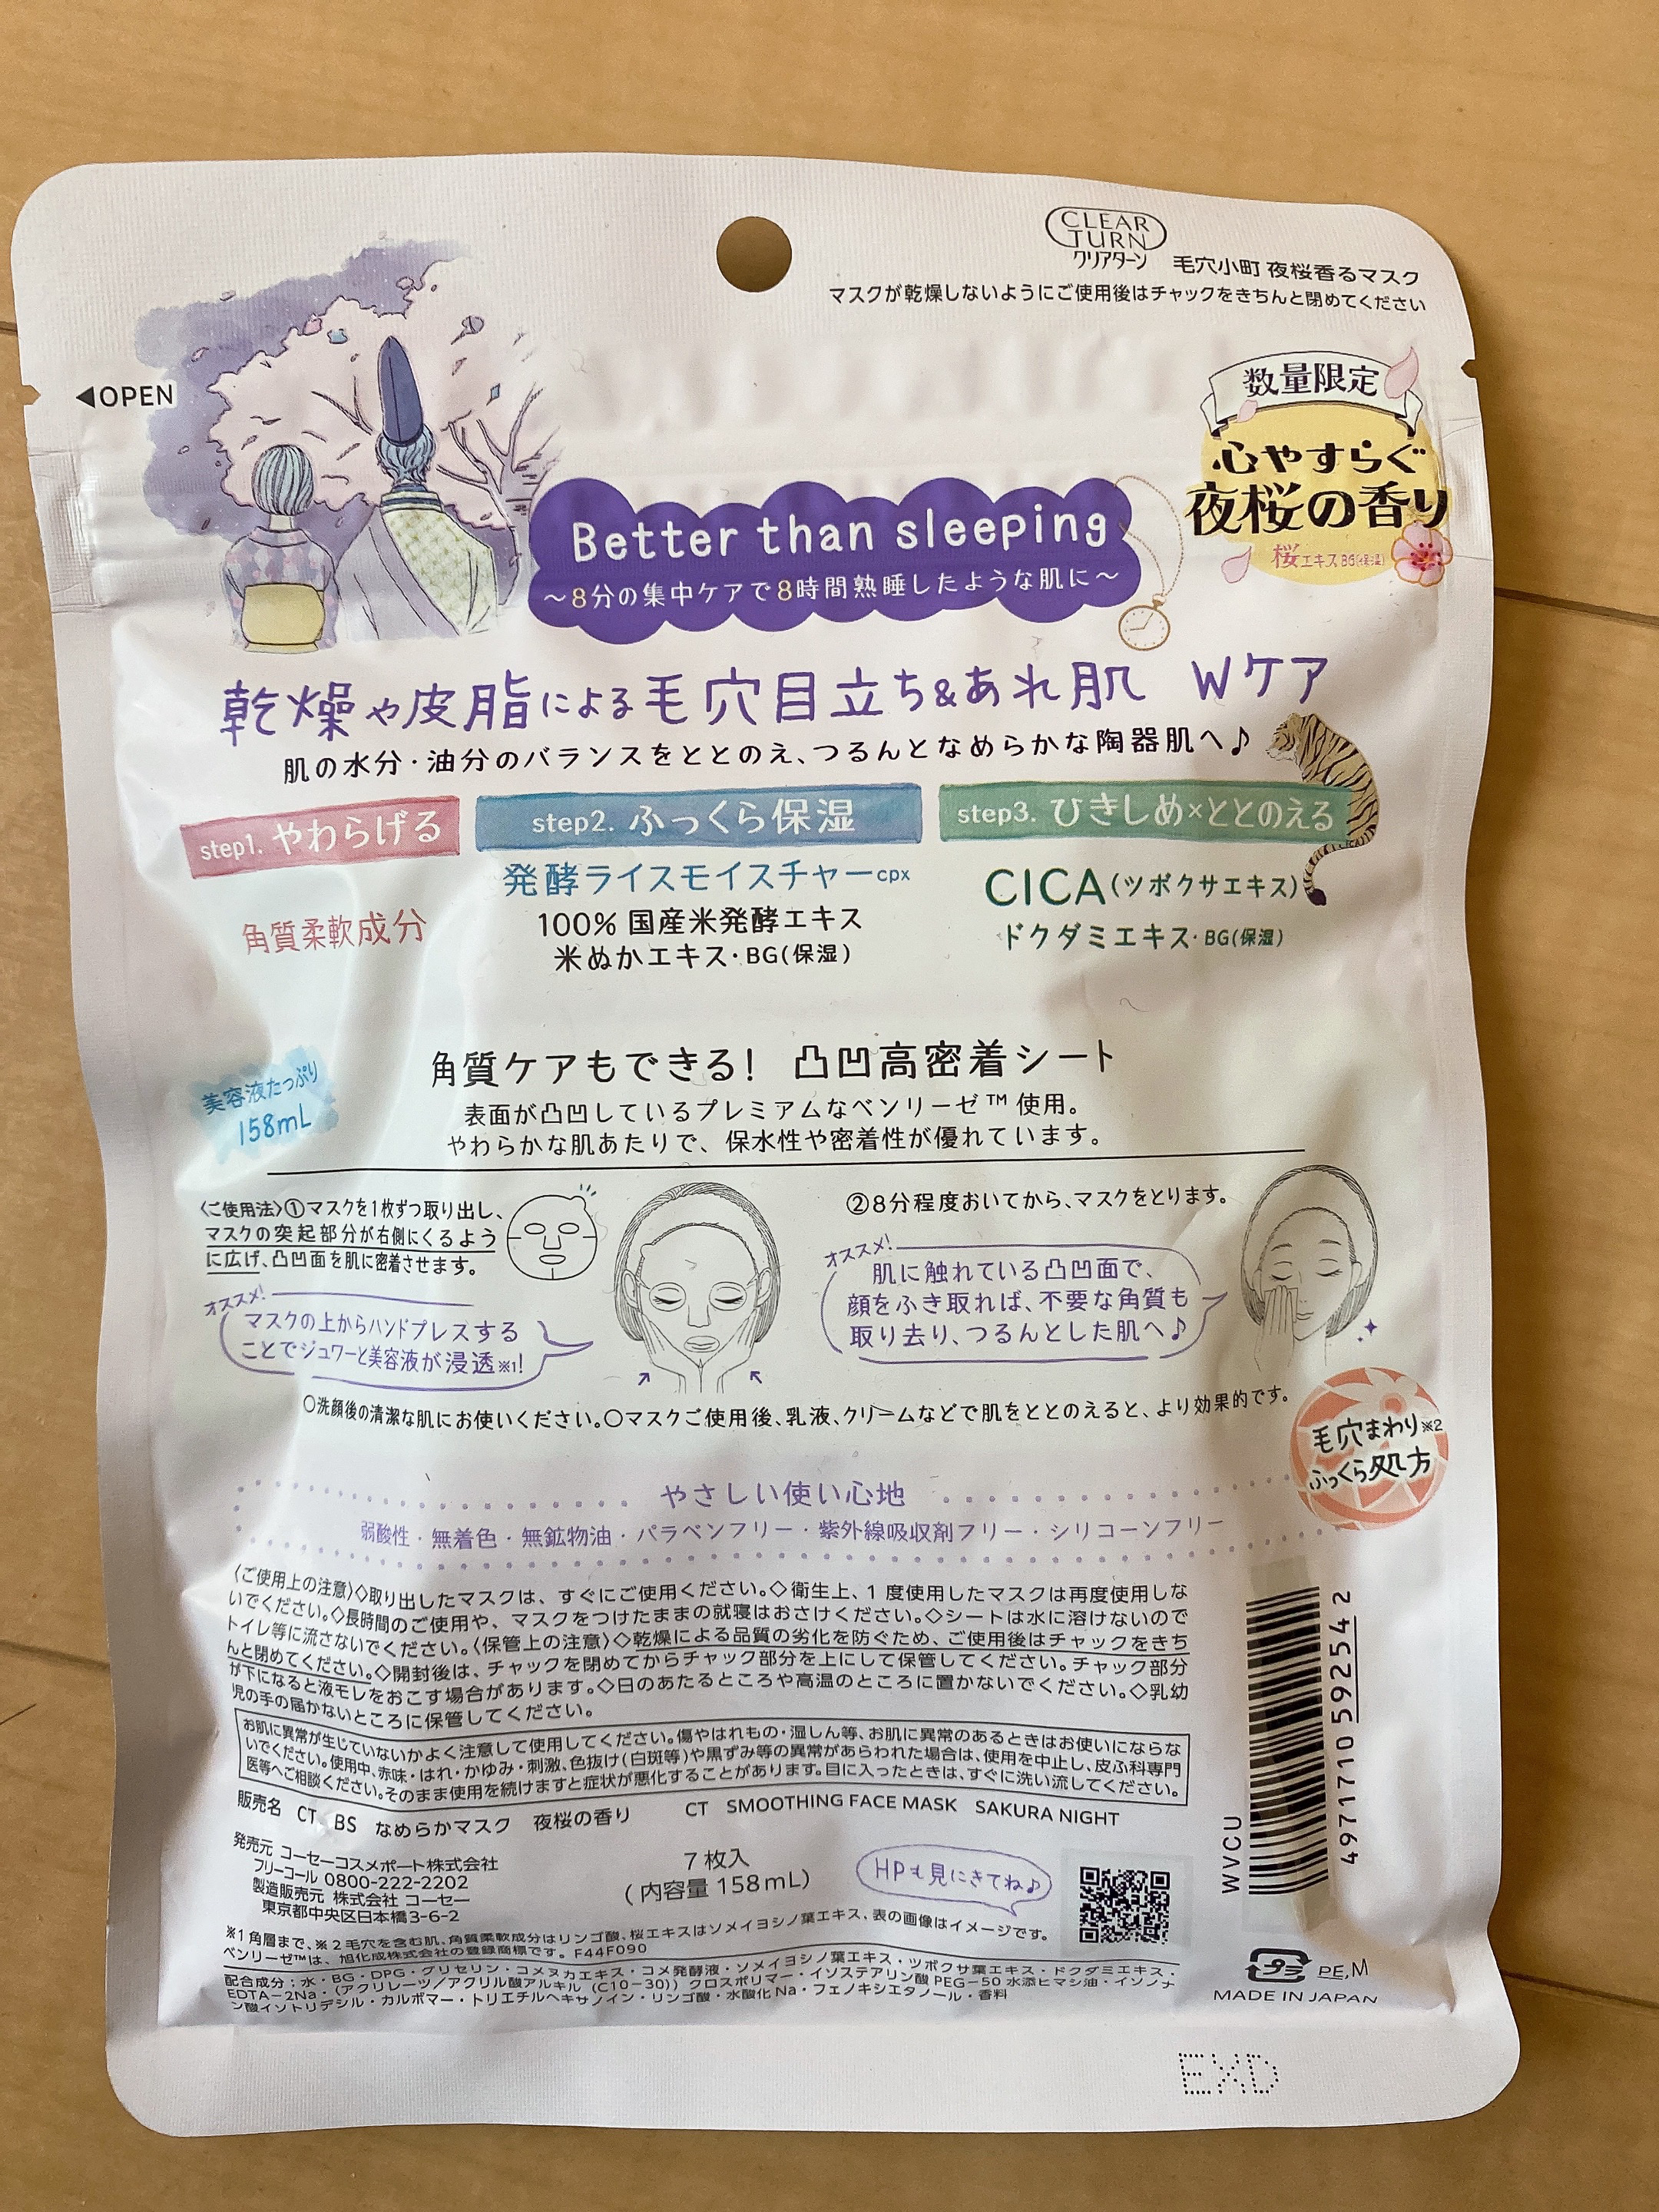 CLEAR
TURN
クリアターン 毛穴小町 夜桜香るマスク
マスクが乾燥しないようにご使用後はチャックをきちんと閉めてください
◀OPEN
数量限定
心やすらぐ
夜桜の香り
桜エキスBG(保湿)
Better than sleeping
～8分の集中ケアで8時間熟睡したような肌に～
乾燥や皮脂による毛穴目立ち&あれ肌 Wケア
肌の水分・油分のバランスをととのえ、つるんとなめらかな陶器肌へ♪
step1. やわらげる
角質柔軟成分
step2. ふっくら保湿
発酵ライスモイスチャーcpx
100% 国産米発酵エキス
米ぬかエキス・BG(保湿)
step3. ひきしめ×ととのえる
CICA(ツボクサエキス)
ドクダミエキス・BG(保湿)
美容液たっぷり
158mL
角質ケアもできる! 凸凹高密着シート
表面が凸凹しているプレミアムなベンリーゼ™使用。
やわらかな肌あたりで、保水性や密着性が優れています。
〈ご使用法〉①マスクを1枚ずつ取り出し、
マスクの突起部分が右側にくるよう
に広げ、凸凹面を肌に密着させます。
オススメ!
マスクの上からハンドプレスする
ことでジュワーと美容液が浸透※1!
②8分程度おいてから、マスクをとります。
オススメ!
肌に触れている凸凹面で、
顔をふき取れば、不要な角質も
取り去り、つるんとした肌へ♪
○洗顔後の清潔な肌にお使いください。○マスクご使用後、乳液、クリームなどで肌をととのえると、より効果的です。
毛穴まわり※2
ふっくら処方
やさしい使い心地
弱酸性・無着色・無鉱物油・パラベンフリー・紫外線吸収剤フリー・シリコーンフリー
〈ご使用上の注意〉◇取り出したマスクは、すぐにご使用ください。◇衛生上、1度使用したマスクは再度使用しな
いでください。◇長時間のご使用や、マスクをつけたままの就寝はおさけください。◇シートは水に溶けないので
トイレ等に流さないでください。〈保管上の注意〉◇乾燥による品質の劣化を防ぐため、ご使用後はチャックをきち
んと閉めてください。◇開封後は、チャックを閉めてからチャック部分を上にして保管してください。チャック部分
が下になると液モレをおこす場合があります。◇日のあたるところや高温のところに置かないでください。◇乳幼
児の手の届かないところに保管してください。
お肌に異常が生じていないかよく注意して使用してください。傷やはれもの・湿しん等、お肌に異常のあるときはお使いにならな
いでください。使用中、赤味・はれ・かゆみ・刺激、色抜け(白斑等)や黒ずみ等の異常があらわれた場合は、使用を中止し、皮ふ科専門
医等へご相談ください。そのまま使用を続けますと症状が悪化することがあります。目に入ったときは、すぐに洗い流してください。
販売名 CT BS なめらかマスク 夜桜の香り CT SMOOTHING FACE MASK SAKURA NIGHT
発売元 コーセーコスメポート株式会社
フリーコール 0800-222-2202
製造販売元 株式会社 コーセー
東京都中央区日本橋3-6-2
7枚入
(内容量 158mL)
HPも見にきてね♪
※1 角層まで、※2 毛穴を含む肌、角質柔軟成分はリンゴ酸、桜エキスはソメイヨシノ葉エキス、表の画像はイメージです。
ベンリーゼ™は、旭化成株式会社の登録商標です。 F44F090
配合成分:水・BG・DPG・グリセリン・コメヌカエキス・コメ発酵液・ソメイヨシノ葉エキス・ツボクサ葉エキス・ドクダミエキス・
EDTA-2Na・(アクリレーツ/アクリル酸アルキル(C10-30))クロスポリマー・イソステアリン酸PEG-50水添ヒマシ油・イソノナ
ン酸イソトリデシル・カルボマー・トリエチルヘキサノイン・リンゴ酸・水酸化Na・フェノキシエタノール・香料
WVCU
4971710592542
プラ PE,M
MADE IN JAPAN
EXD